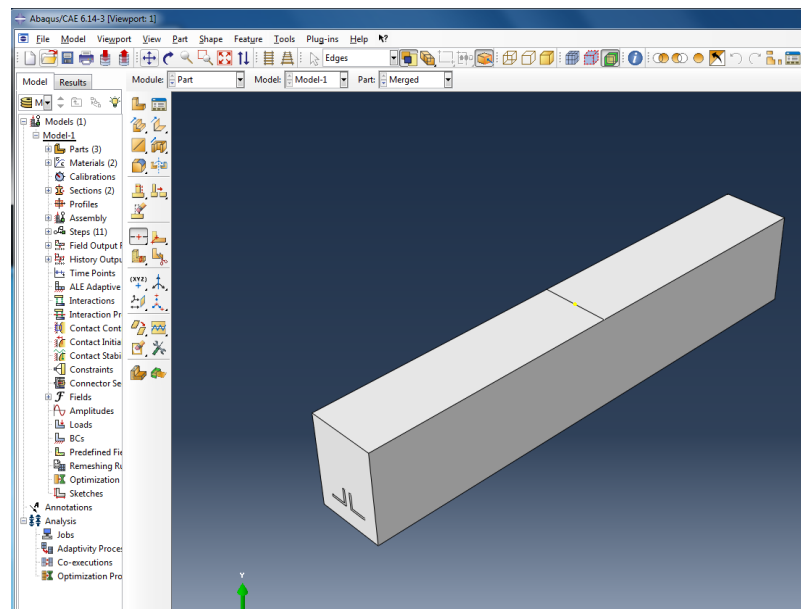 Abaqus/CAE 6.14-3 [Viewport: 1]
File Model Viewport View Part Shape Feature Tools Plug-ins Help
Edges
Model Results
Module: Part Model: Model-1 Part: Merged
M
Models (1)
Model-1
Parts (3)
Materials (2)
Calibrations
Sections (2)
Profiles
Assembly
Steps (11)
Field Output F
History Outpu
Time Points
ALE Adaptive
Interactions
Interaction Pr
Contact Cont
Contact Initia
Contact Stabi
Constraints
Connector Se
Fields
Amplitudes
Loads
BCs
Predefined Fie
Remeshing Ru
Optimization
Sketches
Annotations
Analysis
Jobs
Adaptivity Proces
Co-executions
Optimization Pro
(XYZ)
Y